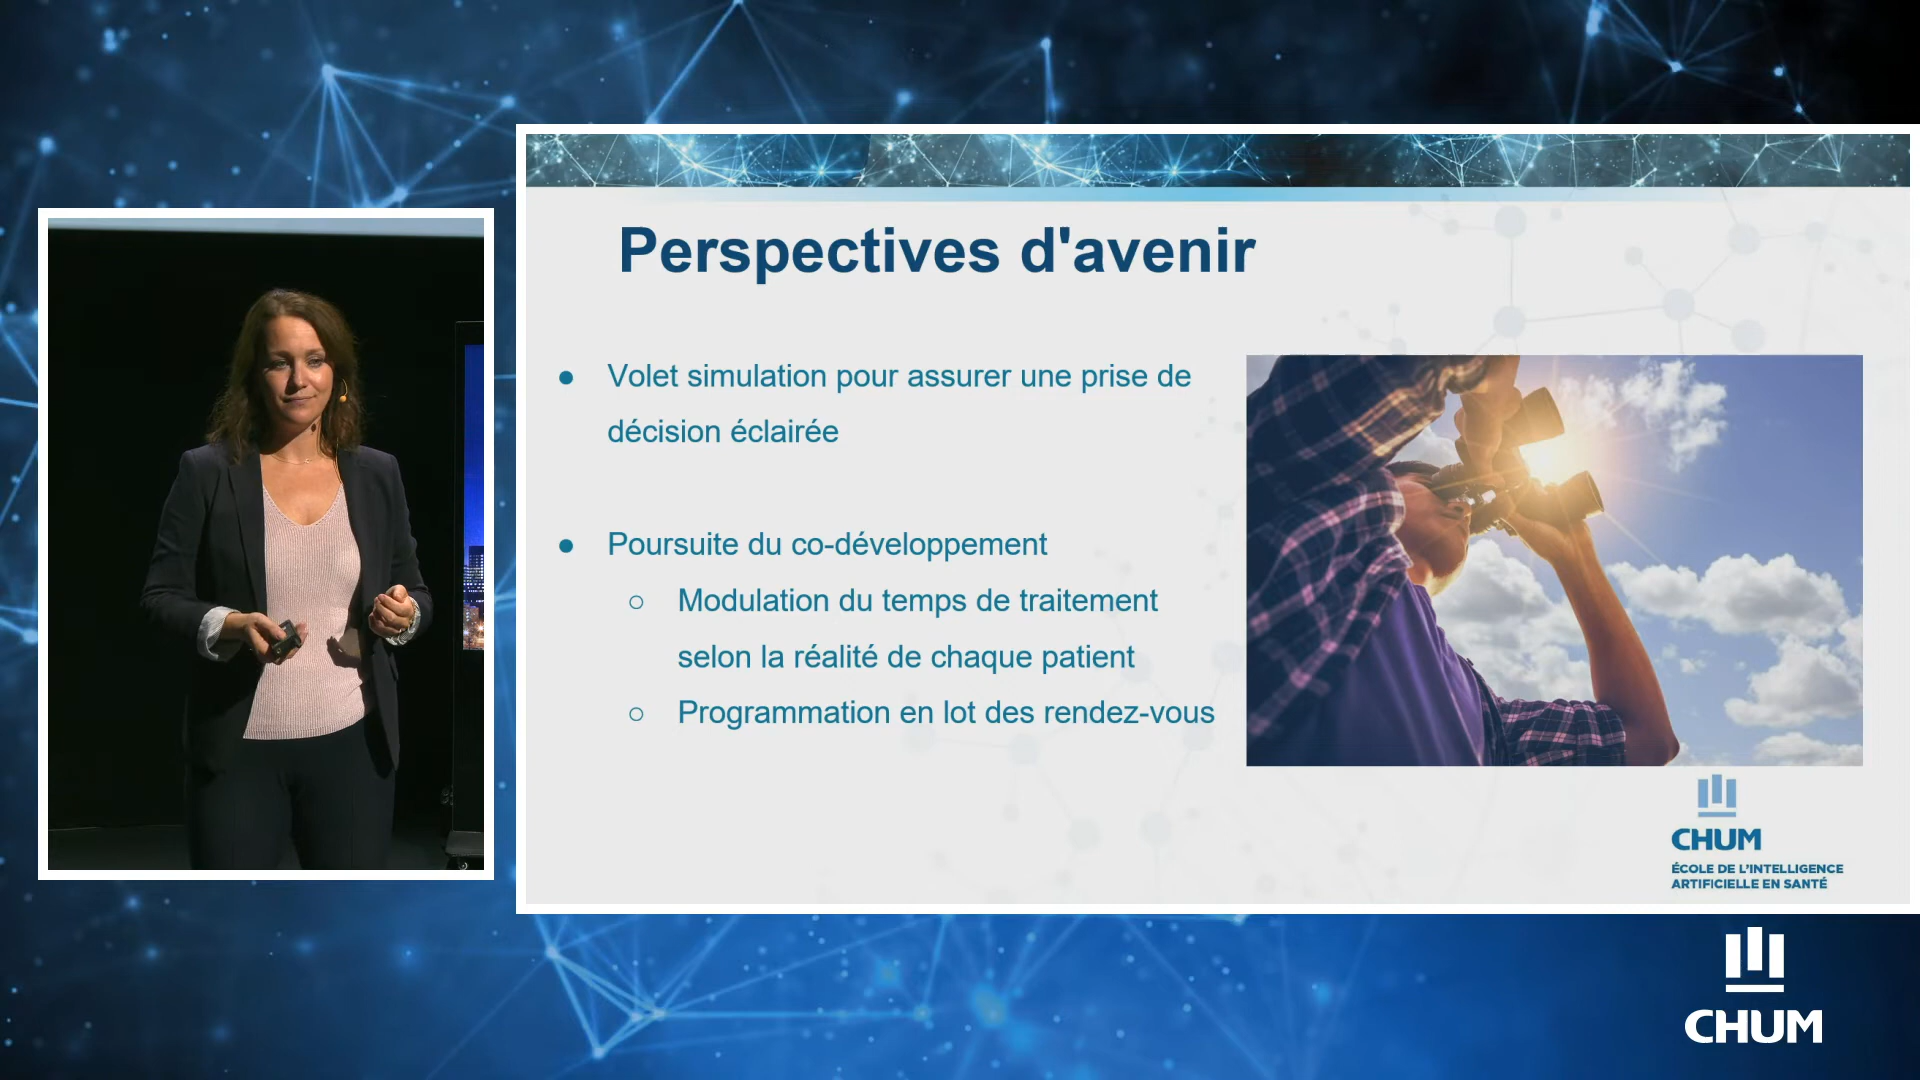 Perspectives d'avenir
● Volet simulation pour assurer une prise de
décision éclairée
● Poursuite du co-développement
○ Modulation du temps de traitement
selon la réalité de chaque patient
○ Programmation en lot des rendez-vous
CHUM
ÉCOLE DE L'INTELLIGENCE
ARTIFICIELLE EN SANTÉ
CHUM